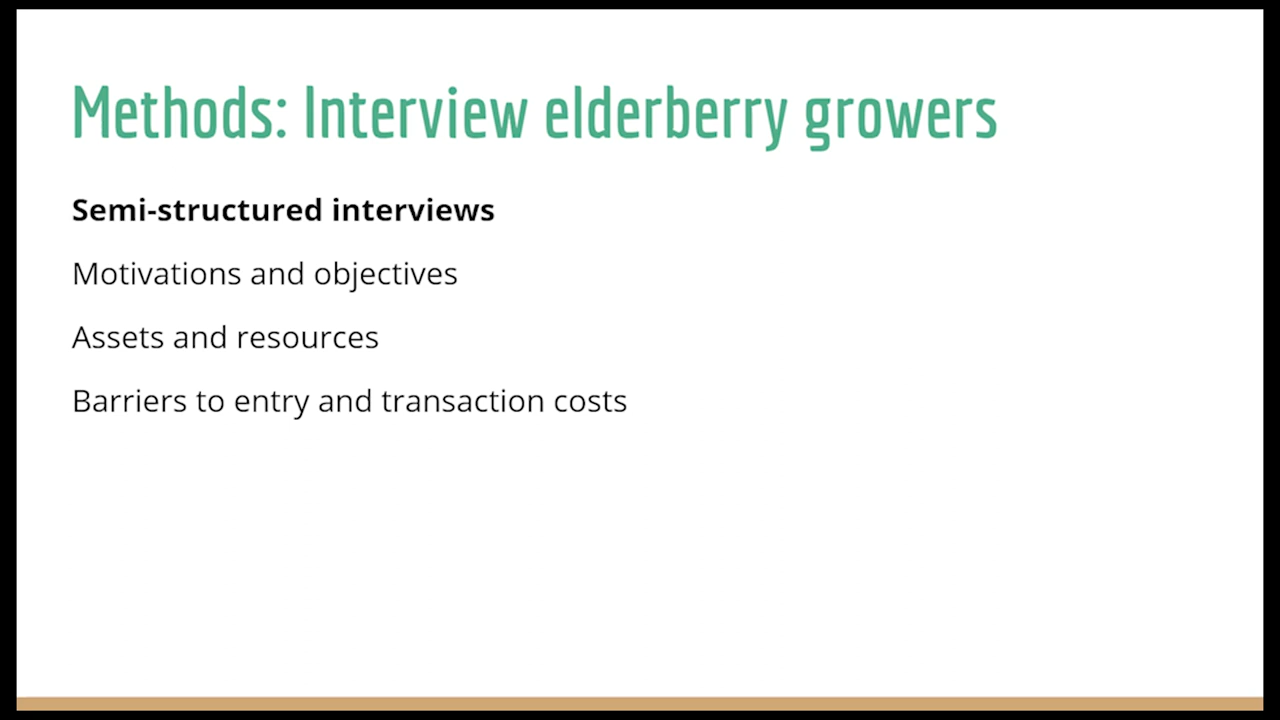 Methods: Interview elderberry growers
Semi-structured interviews
Motivations and objectives
Assets and resources
Barriers to entry and transaction costs